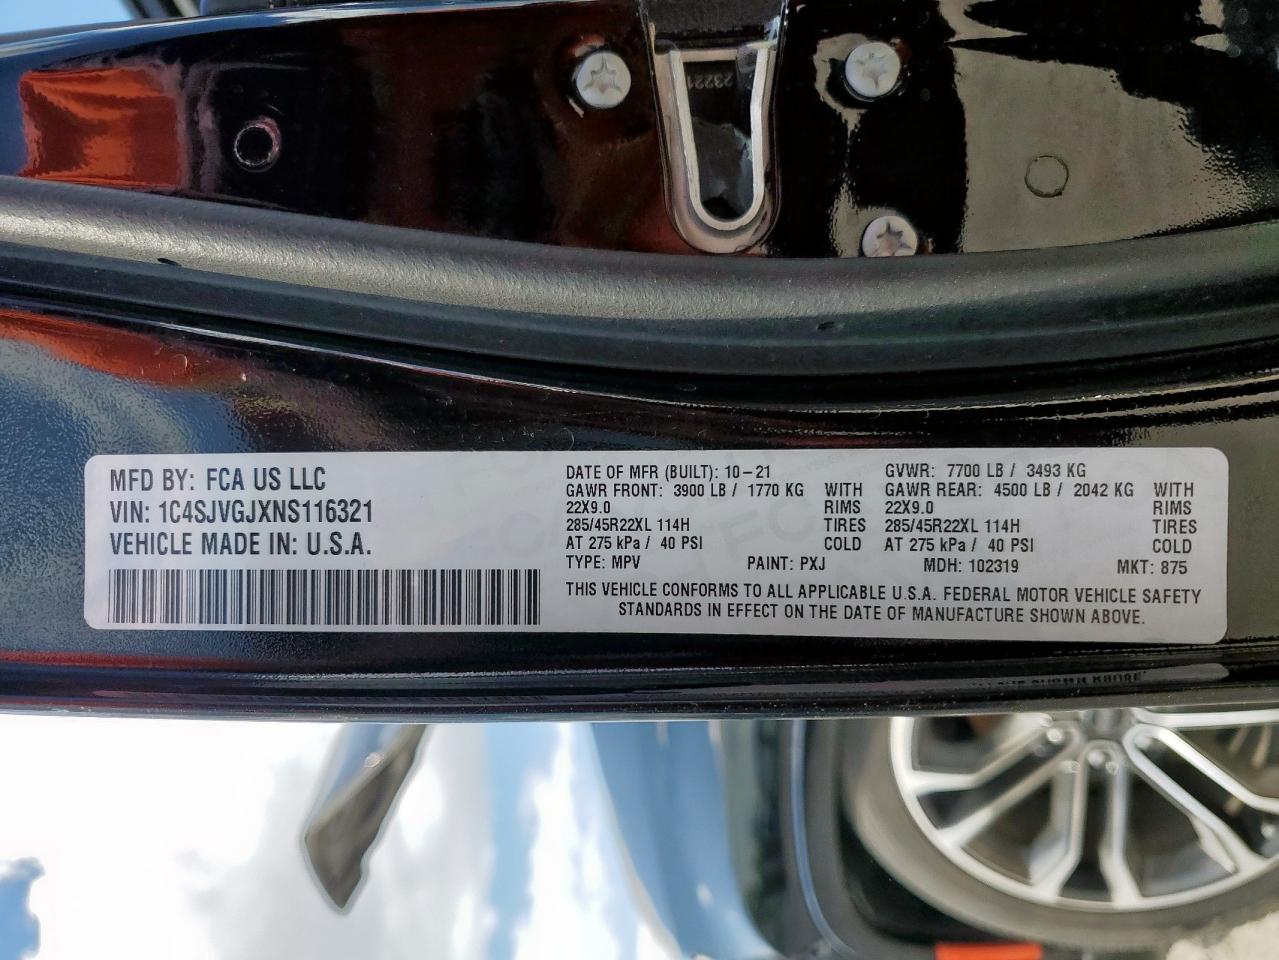 23221
MFD BY: FCA US LLC
VIN: 1C4SJVGJXNS116321
VEHICLE MADE IN: U.S.A.
DATE OF MFR (BUILT): 10-21 GVWR: 7700 LB / 3493 KG
GAWR FRONT: 3900 LB / 1770 KG WITH GAWR REAR: 4500 LB / 2042 KG WITH
22X9.0 RIMS 22X9.0 RIMS
285/45R22XL 114H TIRES 285/45R22XL 114H TIRES
AT 275 kPa / 40 PSI COLD AT 275 kPa / 40 PSI COLD
TYPE: MPV PAINT: PXJ MDH: 102319 MKT: 875
THIS VEHICLE CONFORMS TO ALL APPLICABLE U.S.A. FEDERAL MOTOR VEHICLE SAFETY
STANDARDS IN EFFECT ON THE DATE OF MANUFACTURE SHOWN ABOVE.